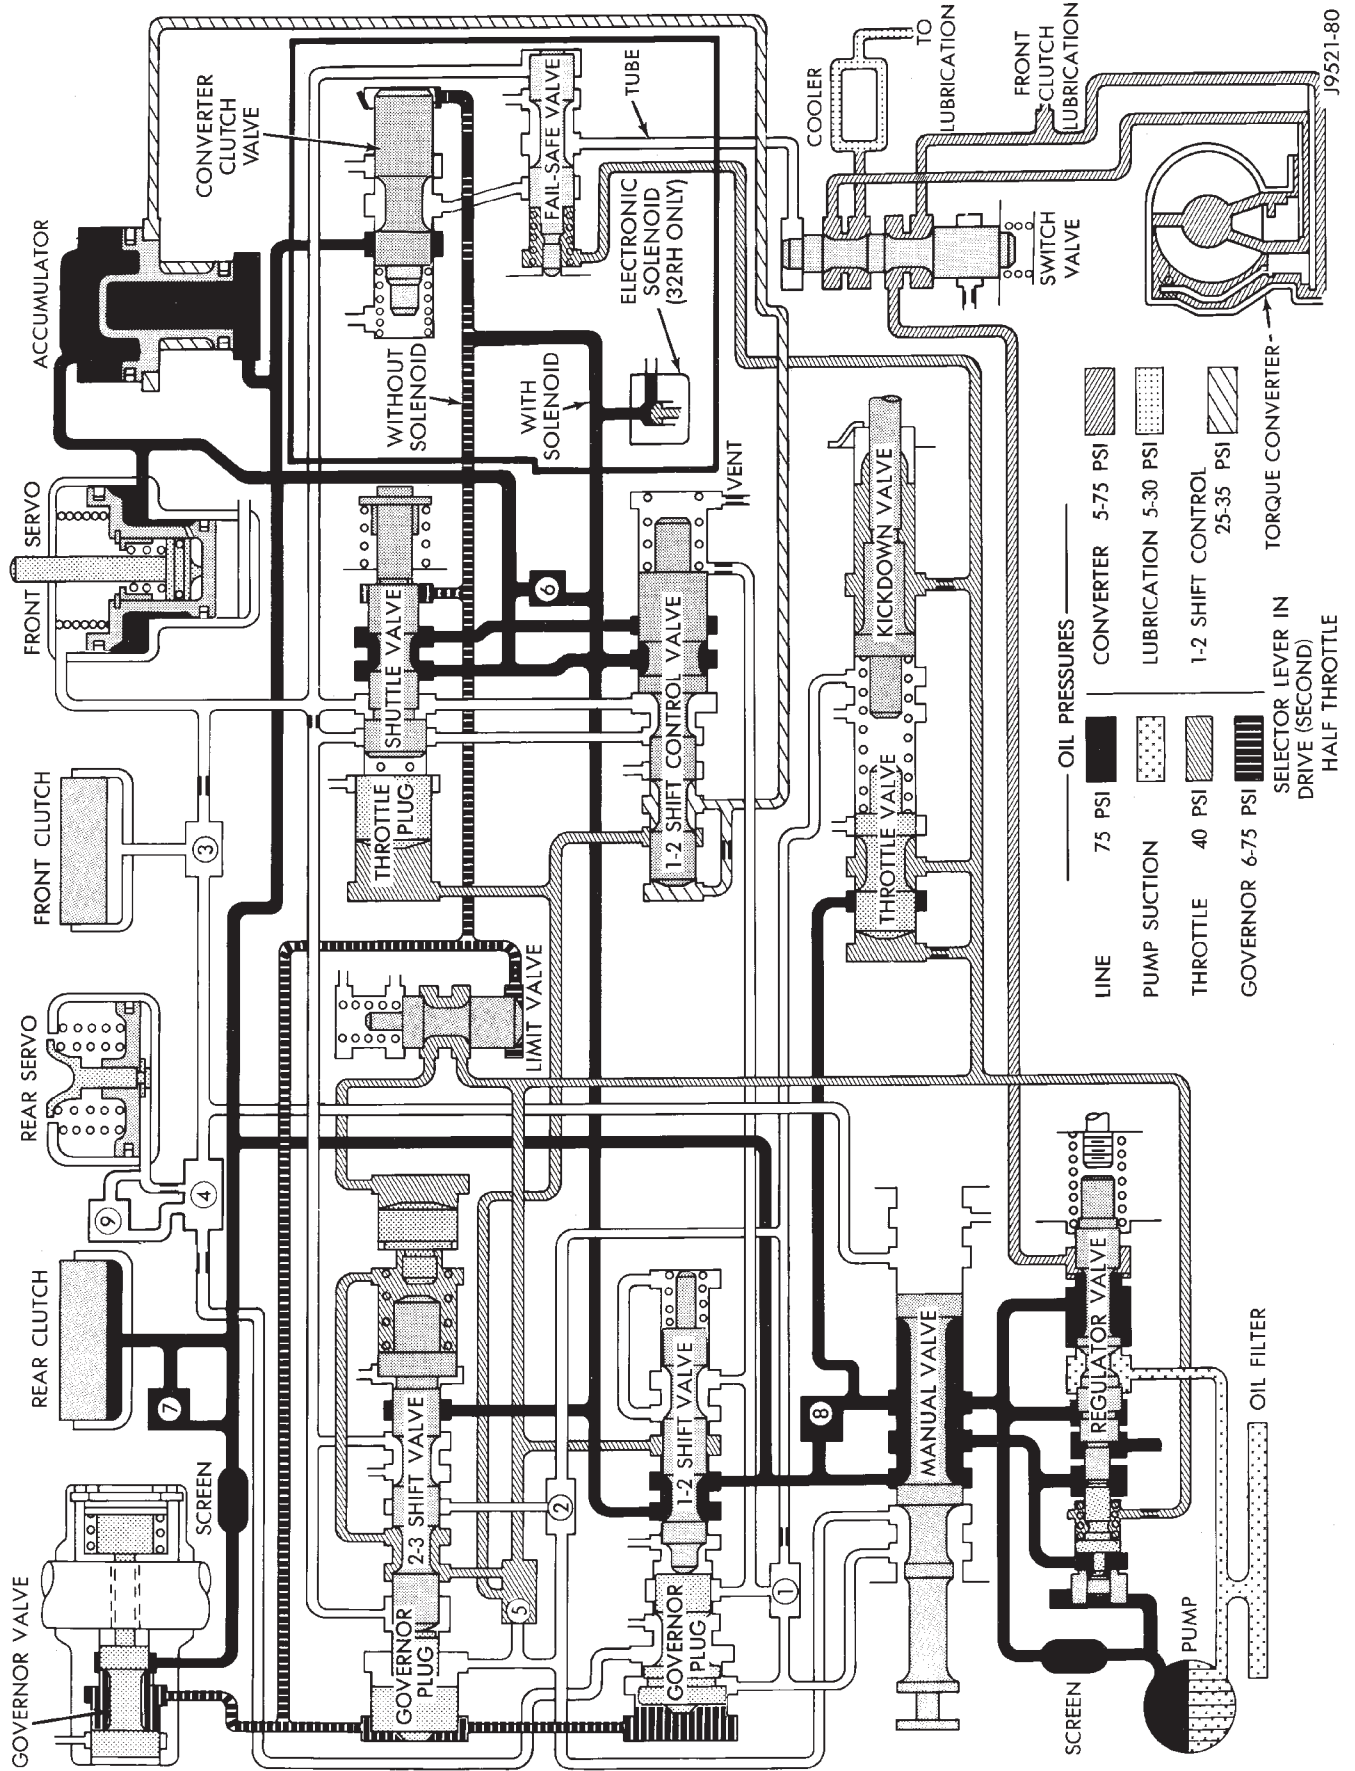 GOVERNOR VALVE
SCREEN
REAR CLUTCH
7
REAR SERVO
9
4
FRONT CLUTCH
3
FRONT SERVO
ACCUMULATOR
CONVERTER
CLUTCH
VALVE
FAIL-SAFE VALVE
TUBE
WITHOUT
SOLENOID
WITH
SOLENOID
ELECTRONIC
SOLENOID
(32RH ONLY)
GOVERNOR
PLUG
2-3 SHIFT VALVE
LIMIT VALVE
THROTTLE
PLUG
SHUTTLE VALVE
6
5
2
GOVERNOR
PLUG
1-2 SHIFT VALVE
1-2 SHIFT CONTROL VALVE
VENT
1
8
MANUAL VALVE
THROTTLE VALVE
KICKDOWN VALVE
COOLER
TO
LUBRICATION
FRONT
CLUTCH
LUBRICATION
SWITCH
VALVE
SCREEN
PUMP
REGULATOR VALVE
OIL FILTER
OIL PRESSURES
LINE 75 PSI
PUMP SUCTION
THROTTLE 40 PSI
GOVERNOR 6-75 PSI
CONVERTER 5-75 PSI
LUBRICATION 5-30 PSI
1-2 SHIFT CONTROL
25-35 PSI
SELECTOR LEVER IN
DRIVE (SECOND)
HALF THROTTLE
TORQUE CONVERTER
J9521-80